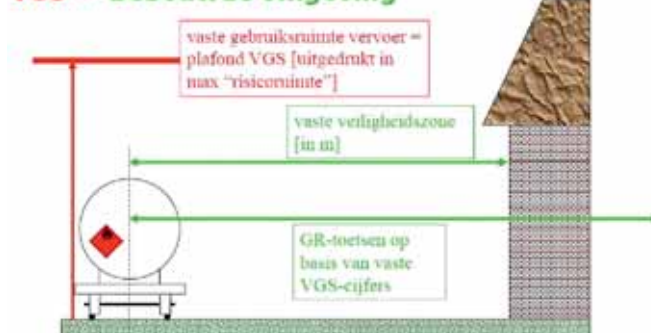 vaste gebruiksruimte vervoer =
plafond VGS [uitgedrukt in
max "risicoruimte"]
vaste veiligheidszone
[in m]
GR-toetsen op
basis van vaste
VGS-cijfers